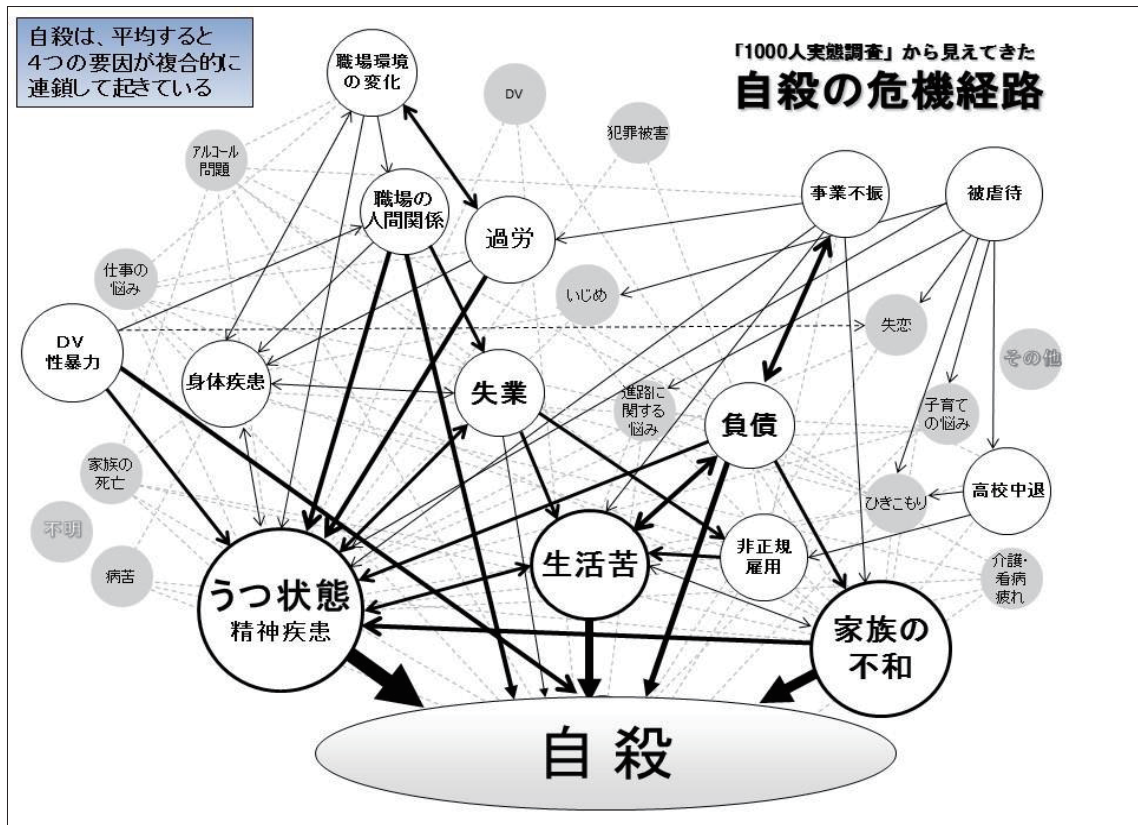 自殺は、平均すると
4つの要因が複合的に
連鎖して起きている
「1000人実態調査」から見えてきた
自殺の危機経路
職場環境
の変化
DV
犯罪被害
アルコール
問題
職場の
人間関係
過労
事業不振
被虐待
仕事の
悩み
いじめ
失恋
その他
DV
性暴力
身体疾患
失業
進路に
関する
悩み
負債
子育て
の悩み
家族の
死亡
高校中退
ひきこもり
不明
病苦
うつ状態
精神疾患
生活苦
非正規
雇用
介護・
看病
疲れ
家族の
不和
自殺